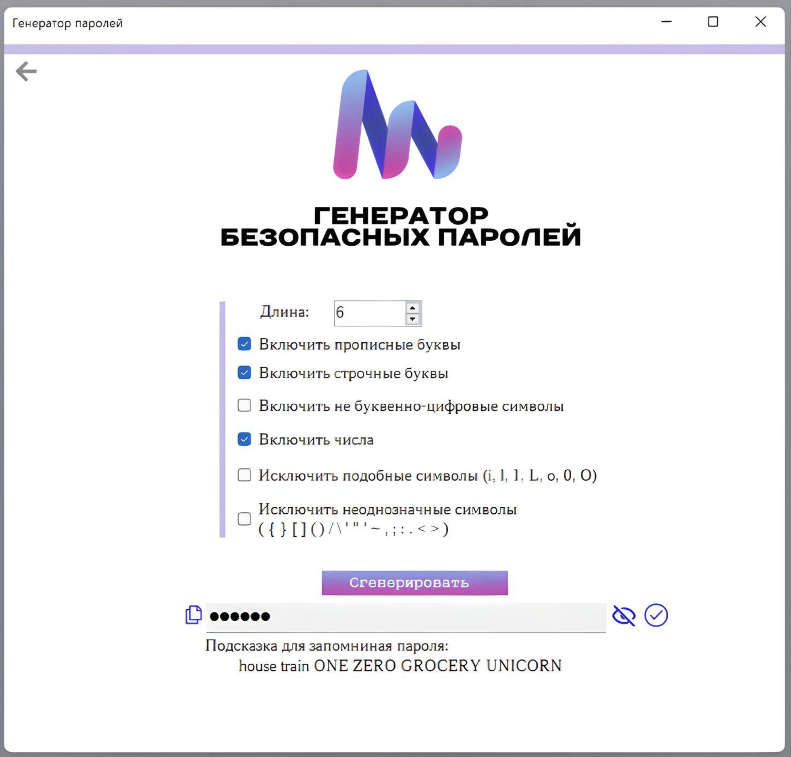 Генератор паролей
ГЕНЕРАТОР
БЕЗОПАСНЫХ ПАРОЛЕЙ
Длина: 6
Включить прописные буквы
Включить строчные буквы
Включить не буквенно-цифровые символы
Включить числа
Исключить подобные символы (i, l, 1, L, o, 0, O)
Исключить неоднозначные символы
( { } [ ] ( ) / \ ' " ' ~ , ; : . < > )
Сгенерировать
●●●●●●
Подсказка для запоминая пароля:
house train ONE ZERO GROCERY UNICORN